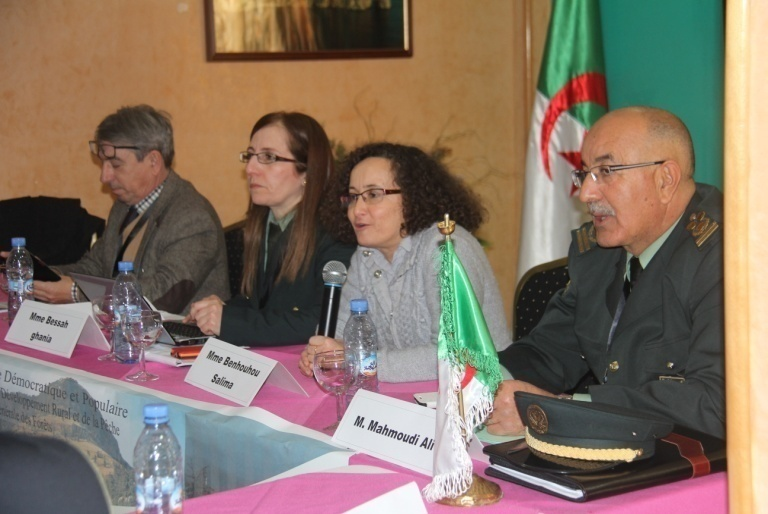 Mme Bessah
ghania
Mme Benhouhou
Salima
M. Mahmoudi Ali
Démocratique et Populaire
Développement Rural et de la Pêche
des Forêts